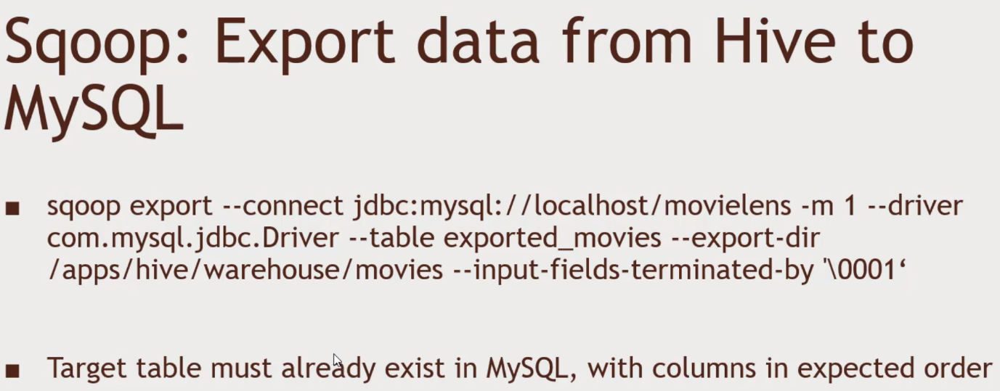 Sqoop: Export data from Hive to
MySQL
▪ sqoop export --connect jdbc:mysql://localhost/movielens -m 1 --driver
com.mysql.jdbc.Driver --table exported_movies --export-dir
/apps/hive/warehouse/movies --input-fields-terminated-by '\0001‘
▪ Target table must already exist in MySQL, with columns in expected order